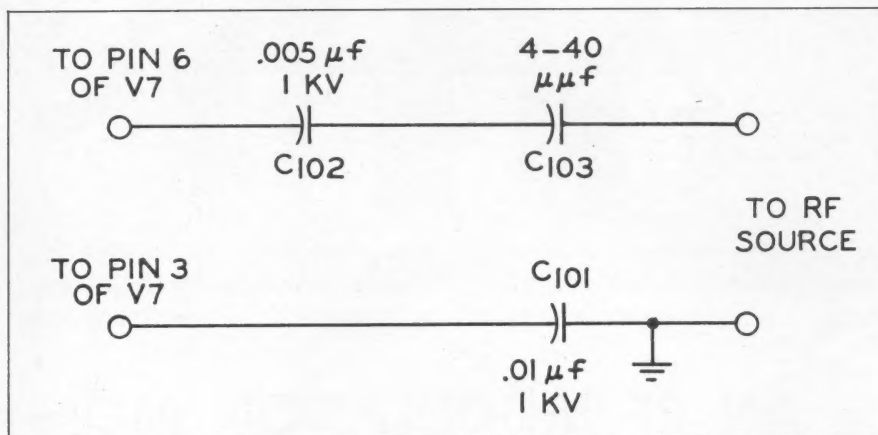 TO PIN 6
OF V7
.005 μf
1 KV
C102
4-40
μμf
C103
TO RF
SOURCE
TO PIN 3
OF V7
C101
.01 μf
1 KV